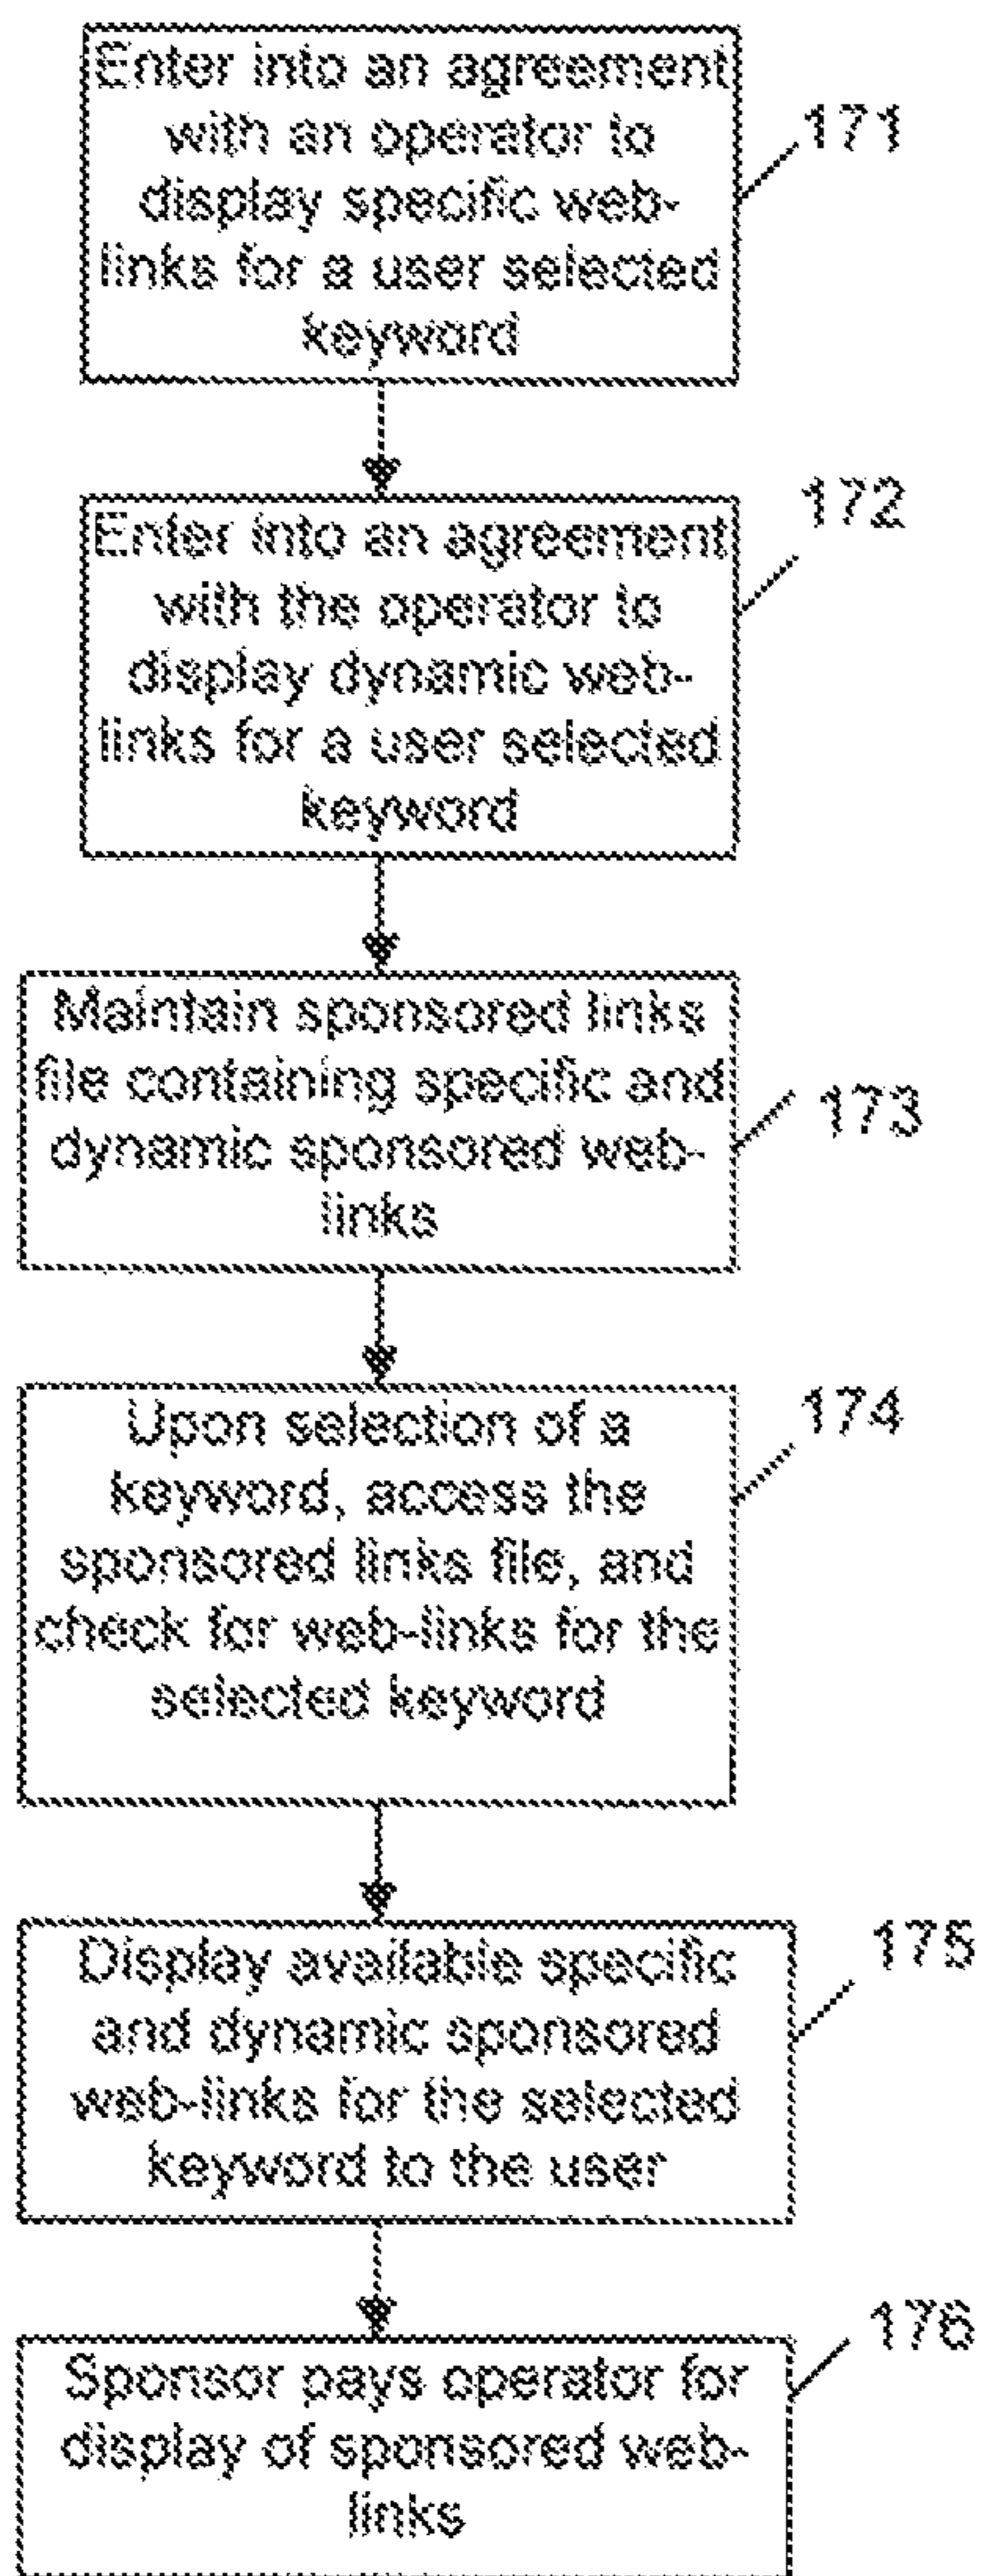 Enter into an agreement
with an operator to
display specific web-
links for a user selected
keyword
171
Enter into an agreement
with the operator to
display dynamic web-
links for a user selected
keyword
172
Maintain sponsored links
file containing specific and
dynamic sponsored web-
links
173
Upon selection of a
keyword, access the
sponsored links file, and
check for web-links for the
selected keyword
174
Display available specific
and dynamic sponsored
web-links for the selected
keyword to the user
175
Sponsor pays operator for
display of sponsored web-
links
176